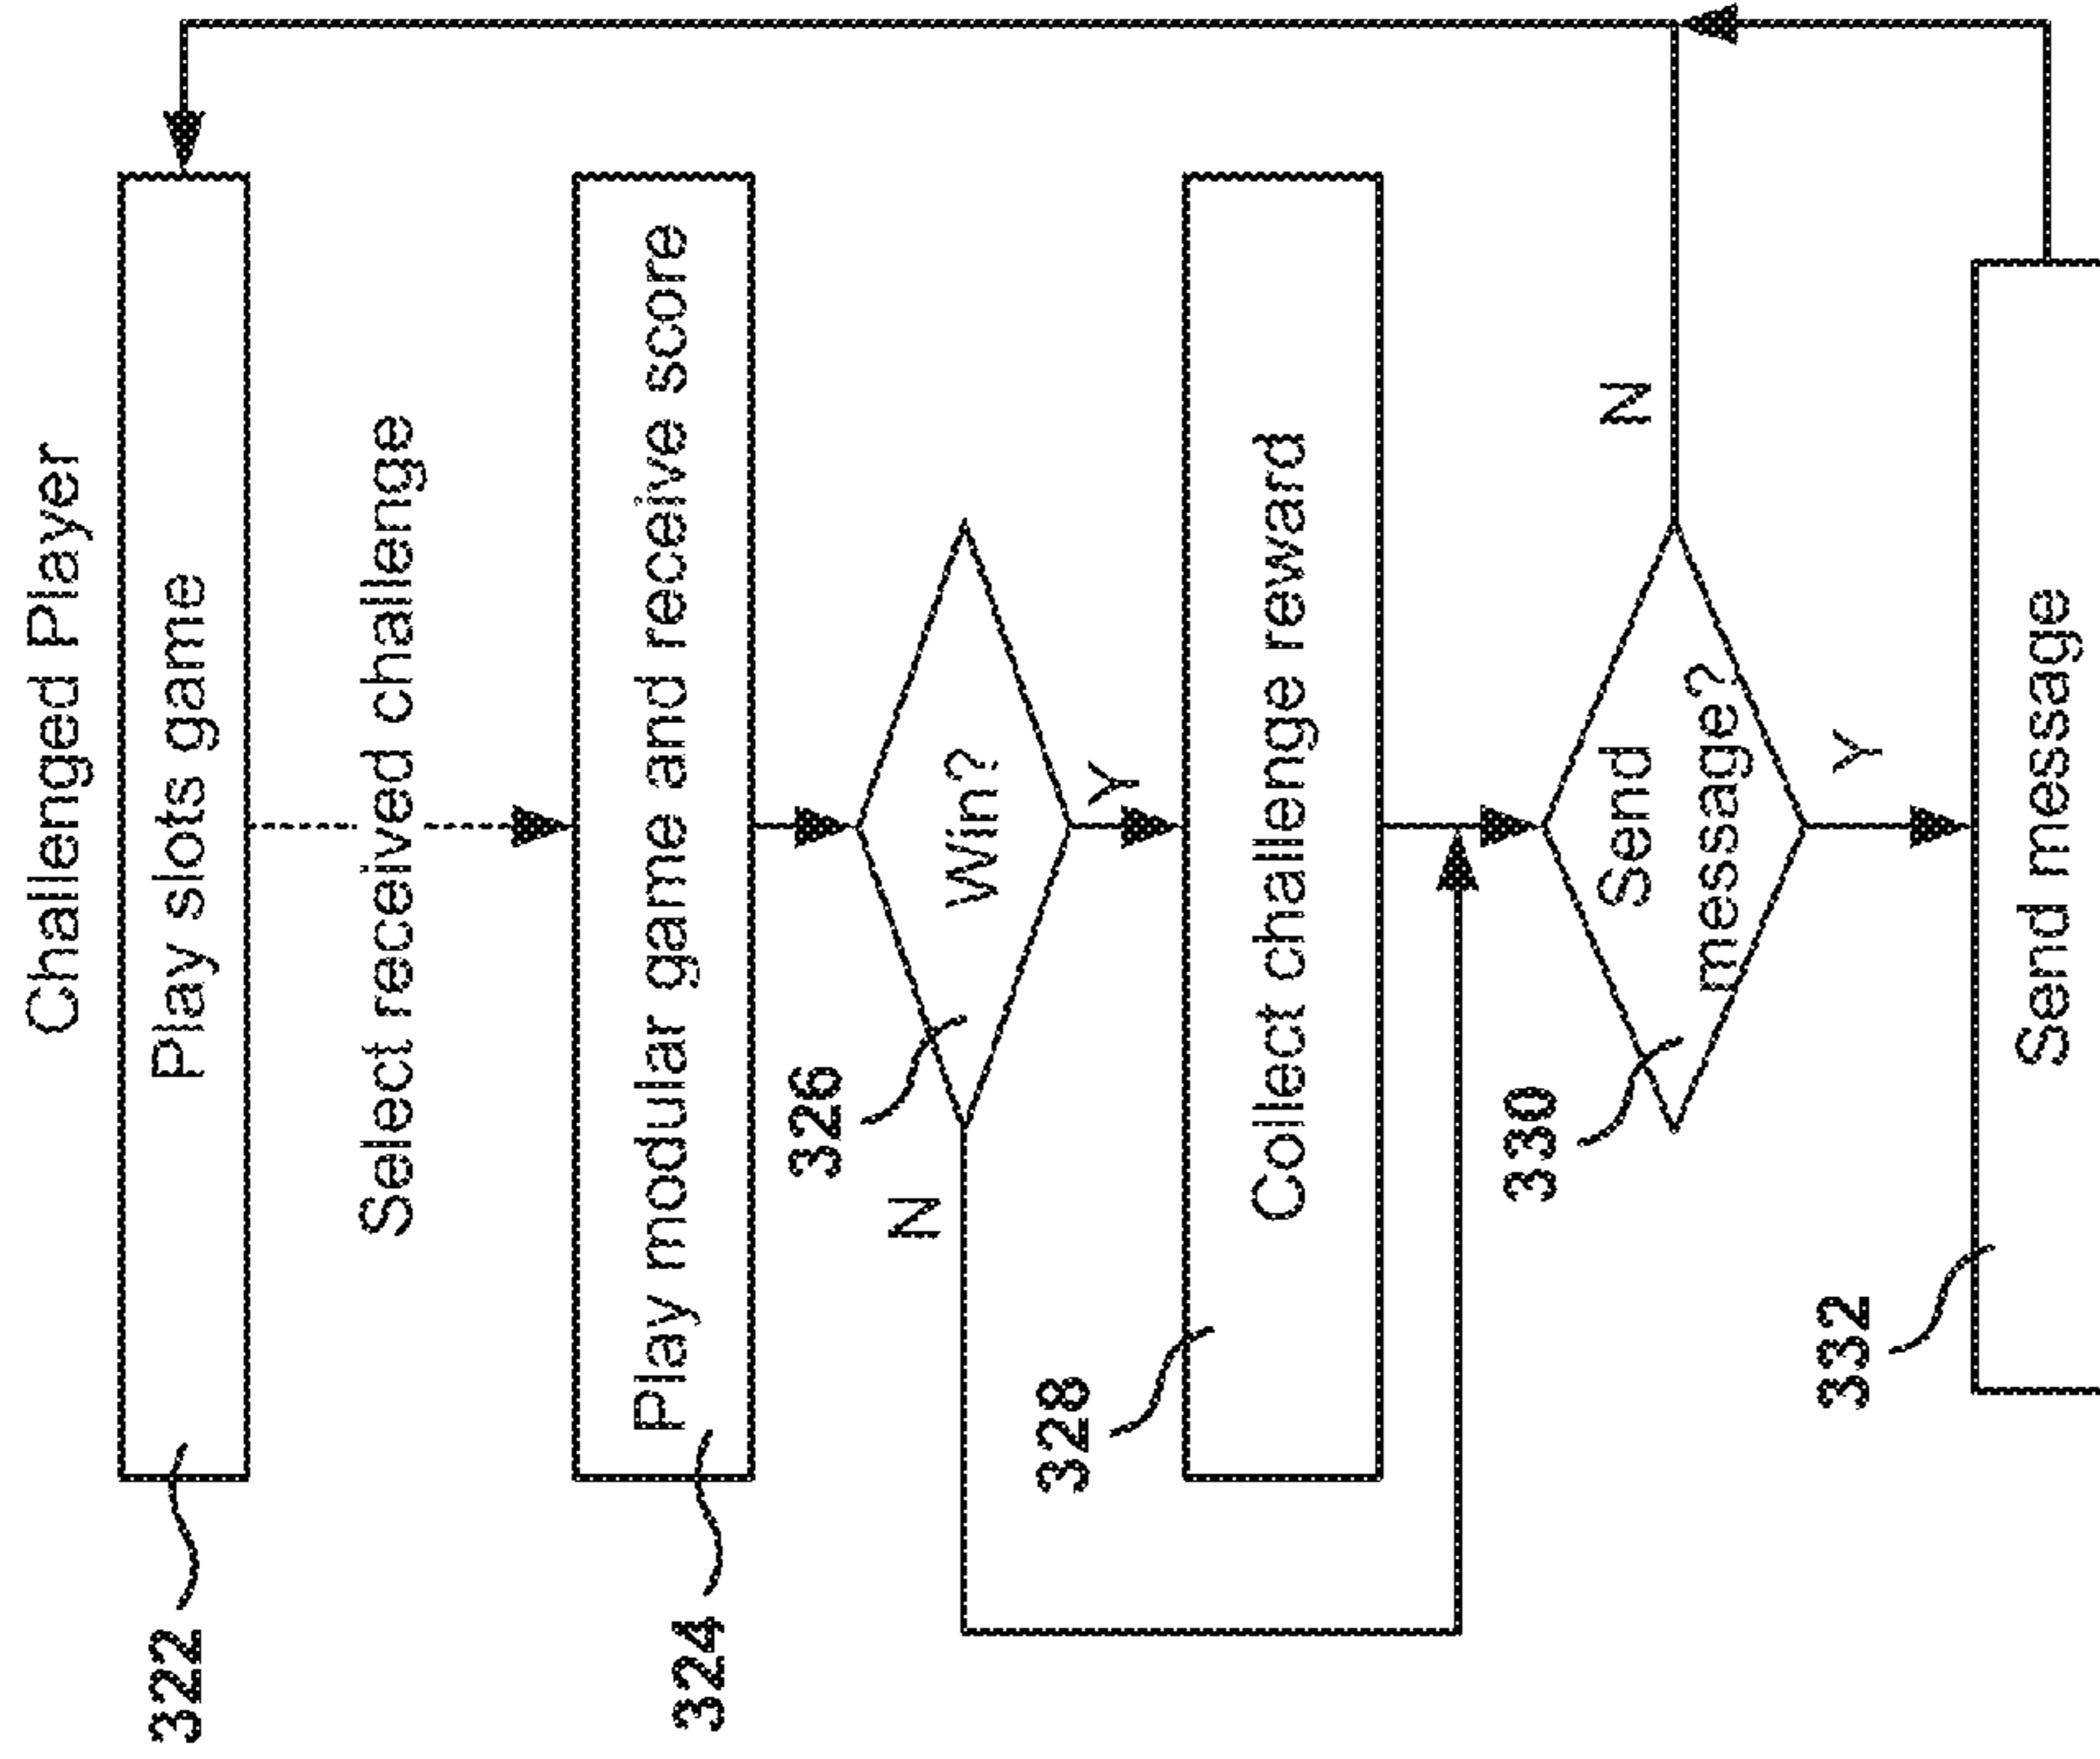 Challenged Player
322
Play slots game
Select received challenge
324
Play modular game and receive score
326
Win?
N
Y
328
Collect challenge reward
330
Send
message?
N
Y
332
Send message